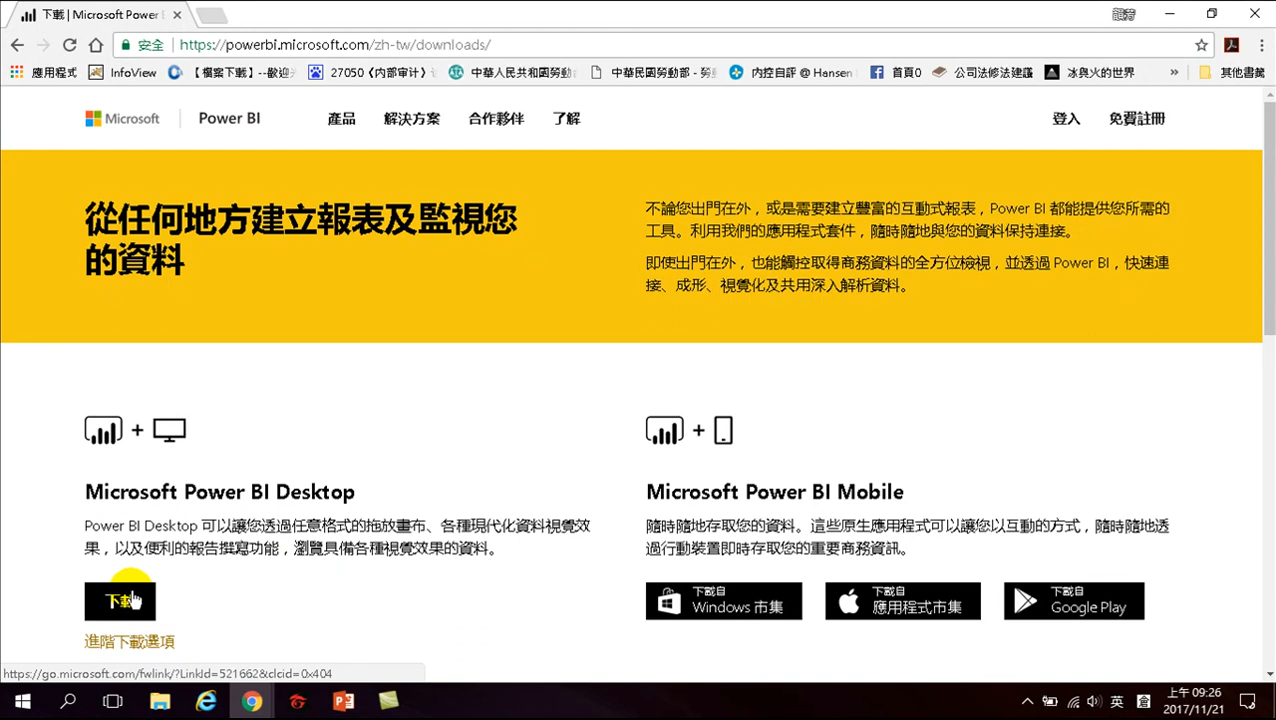 下載 | Microsoft Power B
安全 https://powerbi.microsoft.com/zh-tw/downloads/
應用程式 InfoView 【檔案下載】--歡迎 27050《内部审计》 中華人民共和國勞動 中華民國勞動部 - 勞 內控自評 @ Hansen 首頁0 公司法修法建議 冰與火的世界 » 其他書籤
Microsoft Power BI 產品 解決方案 合作夥伴 了解 登入 免費註冊
從任何地方建立報表及監視您
的資料
不論您出門在外，或是需要建立豐富的互動式報表，Power BI 都能提供您所需的
工具。利用我們的應用程式套件，隨時隨地與您的資料保持連接。
即使出門在外，也能觸控取得商務資料的全方位檢視，並透過 Power BI，快速連
接、成形、視覺化及共用深入解析資料。
Microsoft Power BI Desktop
Power BI Desktop 可以讓您透過任意格式的拖放畫布、各種現代化資料視覺效
果，以及便利的報告撰寫功能，瀏覽具備各種視覺效果的資料。
下載
進階下載選項
Microsoft Power BI Mobile
隨時隨地存取您的資料。這些原生應用程式可以讓您以互動的方式，隨時隨地透
過行動裝置即時存取您的重要商務資訊。
下載自
Windows 市集
下載自
應用程式市集
下載自
Google Play
https://go.microsoft.com/fwlink/?LinkId=521662&clcid=0x404
英
上午 09:26
2017/11/21